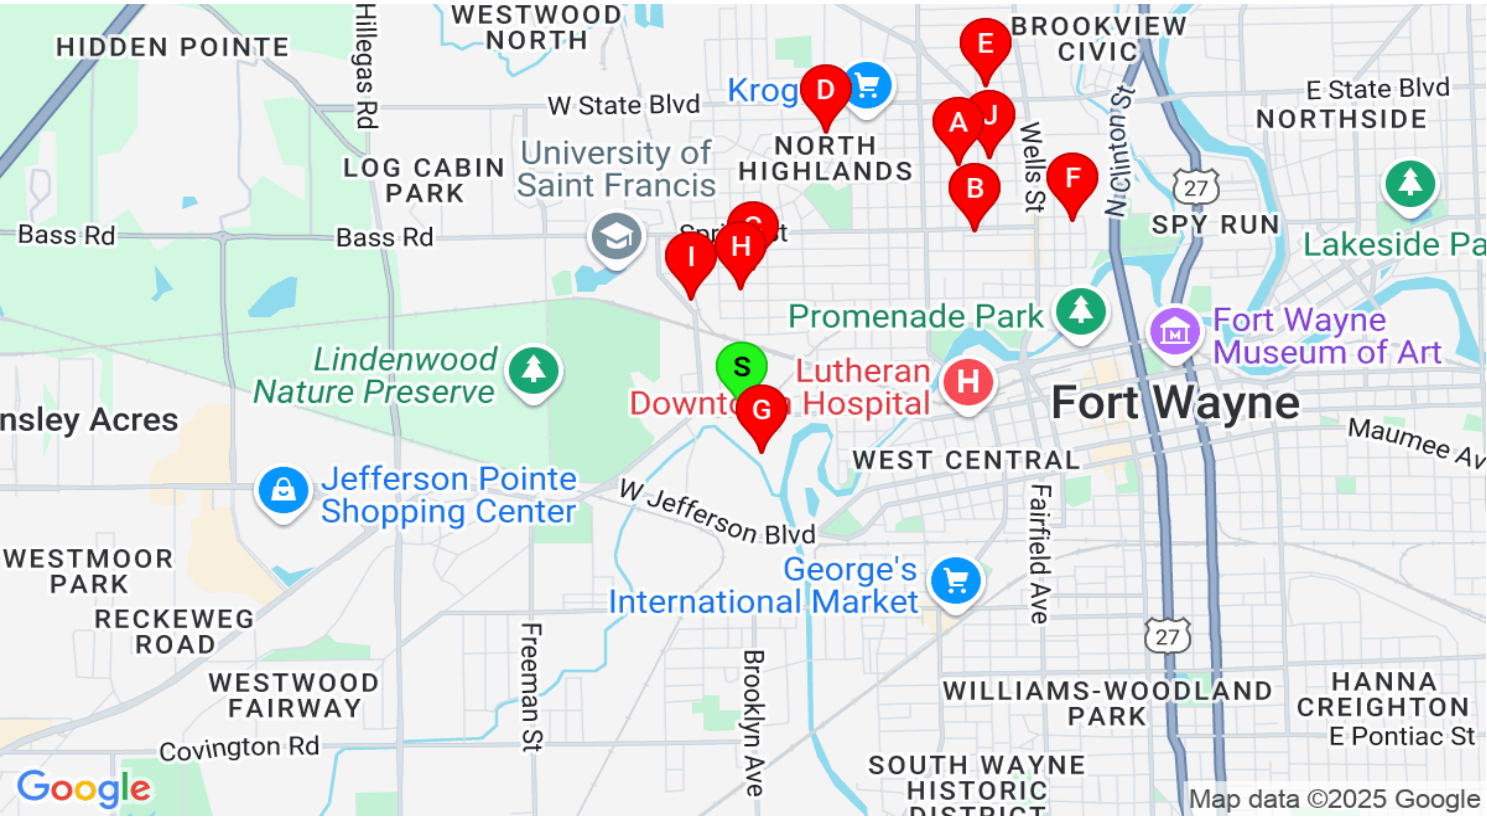 WESTWOOD
NORTH
BROOKVIEW
CIVIC
HIDDEN POINTE
Hillegas Rd
E
D
W State Blvd
E State Blvd
NORTHSIDE
A
J
N Clinton St
Wells St
NORTH
HIGHLANDS
University of
Saint Francis
LOG CABIN
PARK
B
F
27
SPY RUN
Bass Rd
Bass Rd
I
H
Lakeside Pa
Promenade Park
Fort Wayne
Museum of Art
Lindenwood
Nature Preserve
S
G
Lutheran
Hospital
H
Fort Wayne
nsley Acres
Maumee Av
WEST CENTRAL
Jefferson Pointe
Shopping Center
W Jefferson Blvd
Fairfield Ave
WESTMOOR
PARK
George's
International Market
RECKEWEG
ROAD
Freeman St
27
Brooklyn Ave
WESTWOOD
FAIRWAY
WILLIAMS-WOODLAND
PARK
HANNA
CREIGHTON
E Pontiac St
Covington Rd
SOUTH WAYNE
HISTORIC
DISTRICT
Google
Map data ©2025 Google